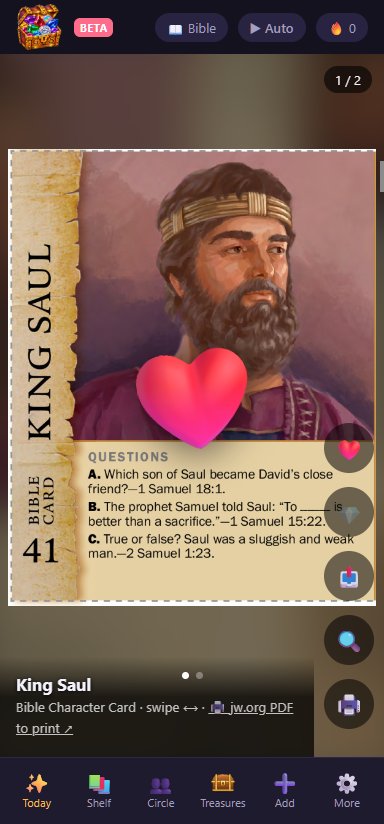 BETA
Bible
Auto
0
1 / 2
KING SAUL
BIBLE
CARD
41
QUESTIONS
A. Which son of Saul became David's close
friend?—1 Samuel 18:1.
B. The prophet Samuel told Saul: “To _____ is
better than a sacrifice.”—1 Samuel 15:22.
C. True or false? Saul was a sluggish and weak
man.—2 Samuel 1:23.
King Saul
Bible Character Card · swipe ↔ · jw.org PDF
to print ↗
Today
Shelf
Circle
Treasures
Add
More